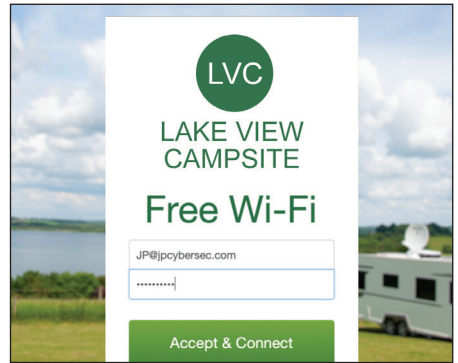 LVC
LAKE VIEW
CAMPSITE
Free Wi-Fi
JP@jpcybersec.com
••••••••••
Accept & Connect